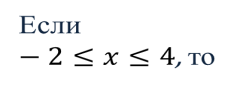 Если
− 2 ≤ 𝑥 ≤ 4, то